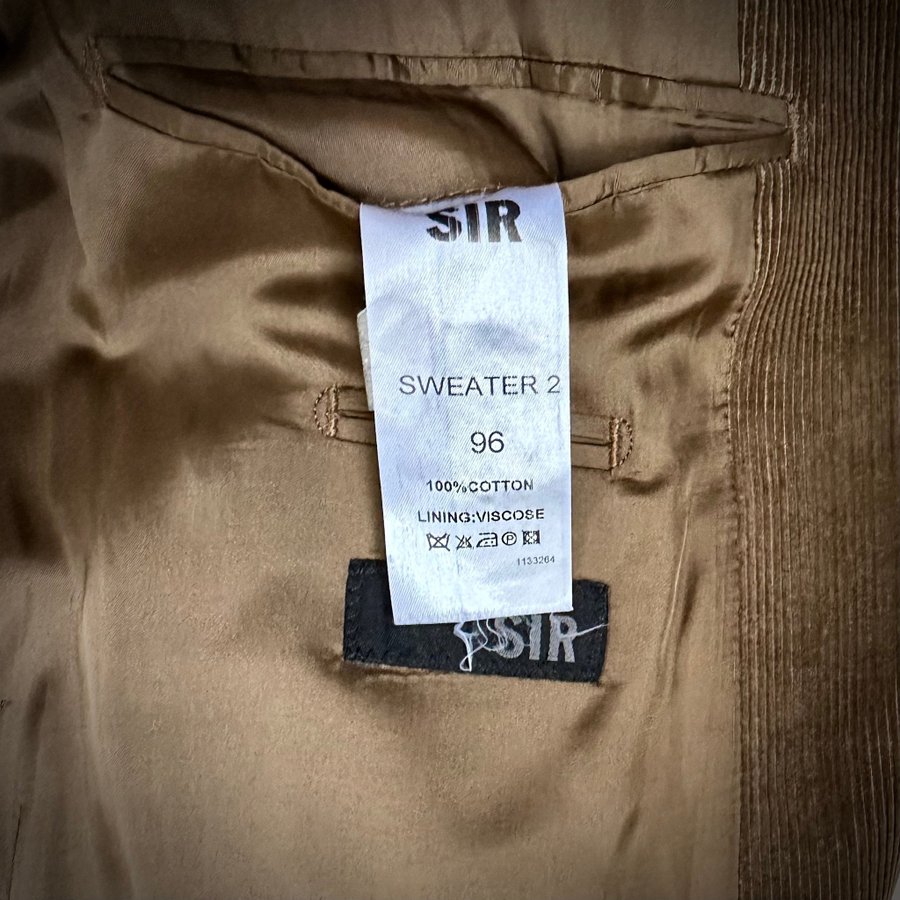 SIR
SWEATER 2
96
100%COTTON
LINING:VISCOSE
1133264
SIR